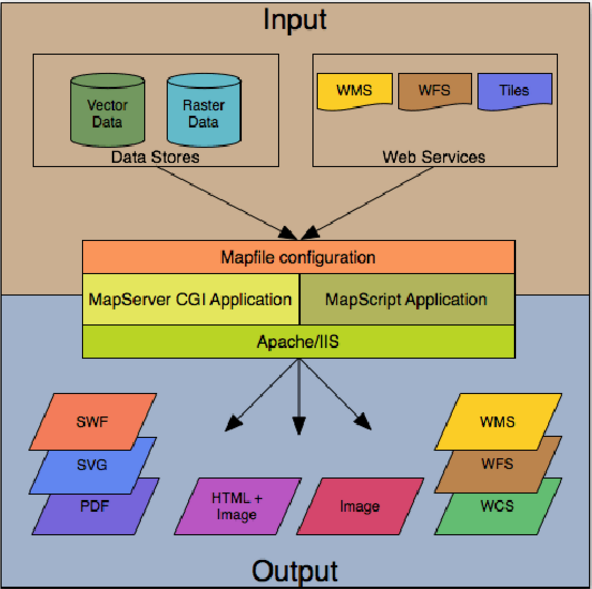 Input
Vector
Data
Raster
Data
Data Stores
WMS
WFS
Tiles
Web Services
Mapfile configuration
MapServer CGI Application
MapScript Application
Apache/IIS
SWF
SVG
PDF
HTML +
Image
Image
WMS
WFS
WCS
Output